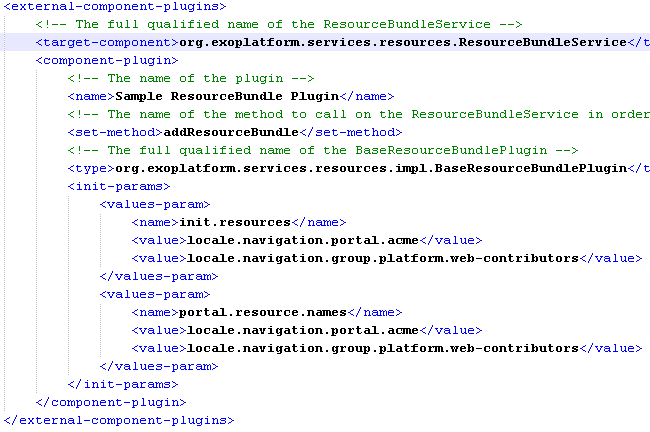 <external-component-plugins>
<!-- The full qualified name of the ResourceBundleService -->
<target-component>org.exoplatform.services.resources.ResourceBundleService</t
<component-plugin>
<!-- The name of the plugin -->
<name>Sample ResourceBundle Plugin</name>
<!-- The name of the method to call on the ResourceBundleService in order
<set-method>addResourceBundle</set-method>
<!-- The full qualified name of the BaseResourceBundlePlugin -->
<type>org.exoplatform.services.resources.impl.BaseResourceBundlePlugin</t
<init-params>
<values-param>
<name>init.resources</name>
<value>locale.navigation.portal.acme</value>
<value>locale.navigation.group.platform.web-contributors</value>
</values-param>
<values-param>
<name>portal.resource.names</name>
<value>locale.navigation.portal.acme</value>
<value>locale.navigation.group.platform.web-contributors</value>
</values-param>
</init-params>
</component-plugin>
</external-component-plugins>